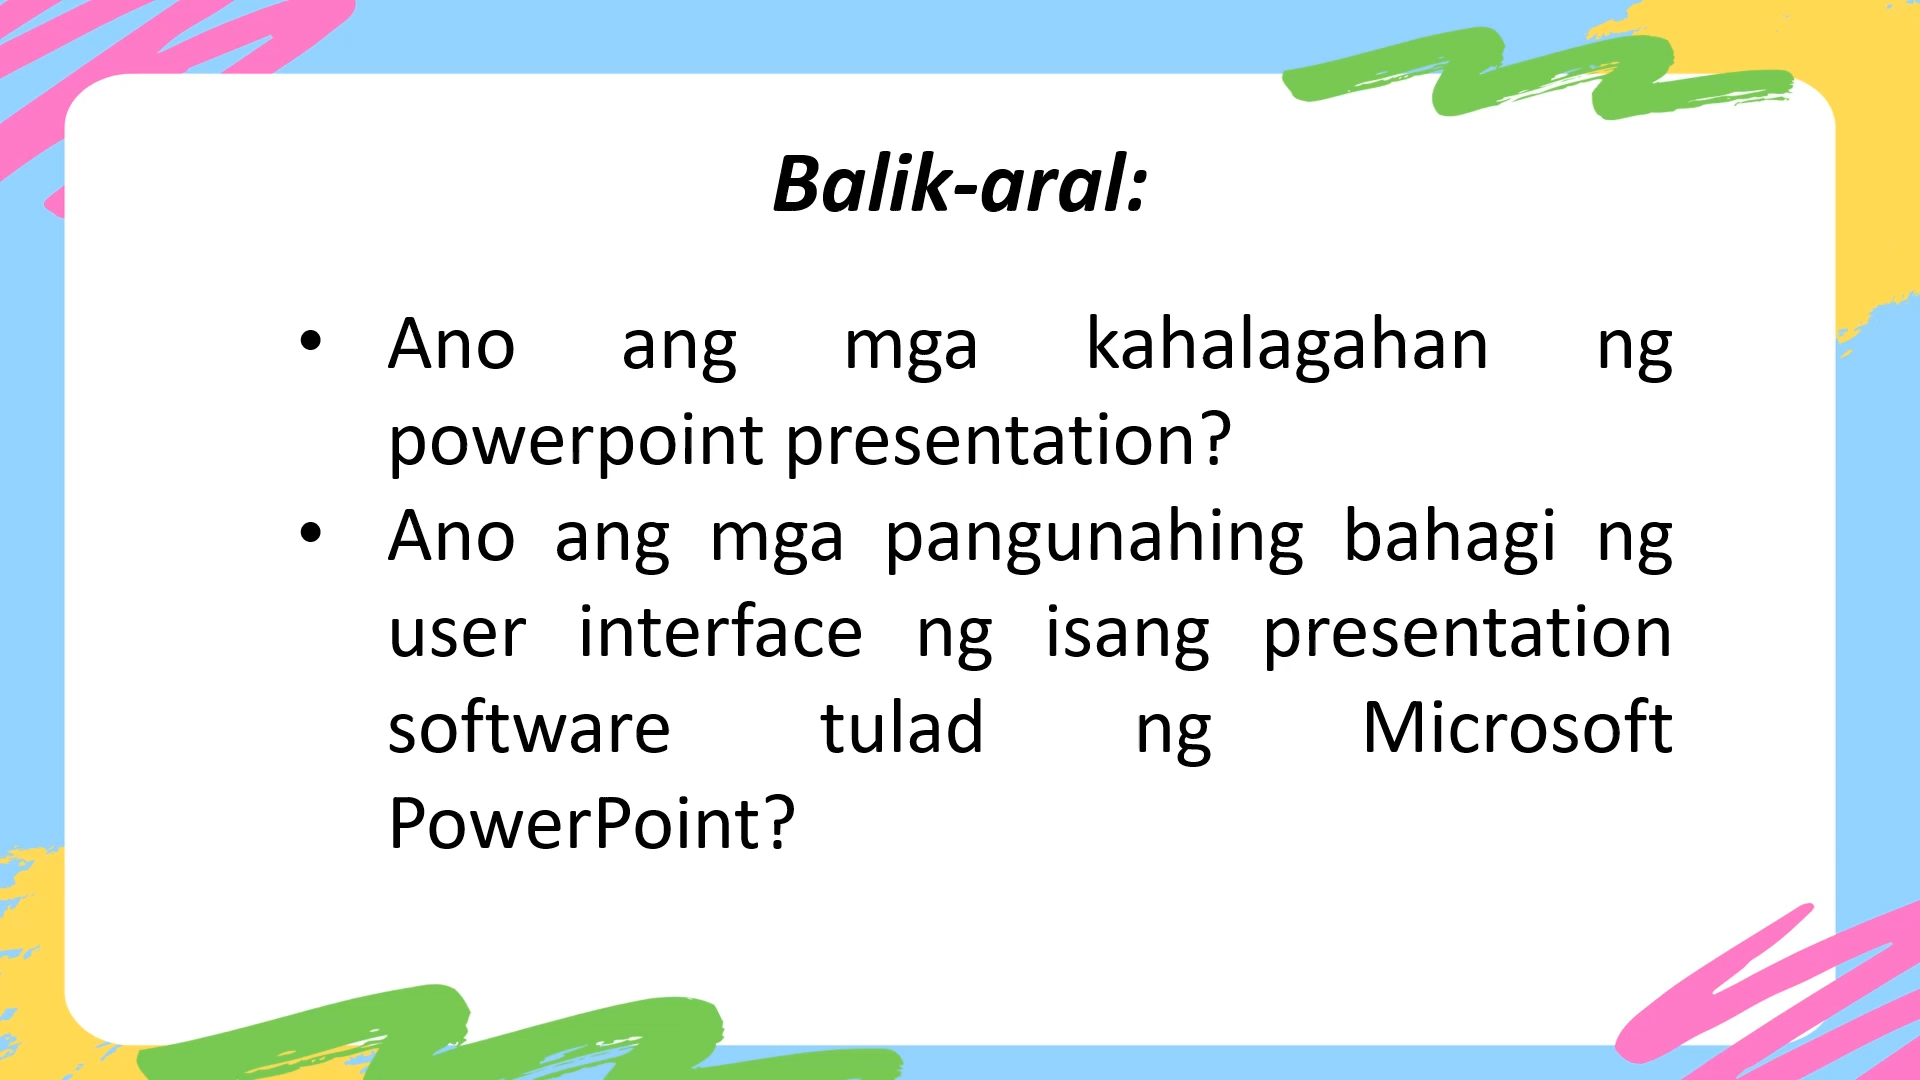 Balik-aral:
• Ano ang mga kahalagahan ng
powerpoint presentation?
• Ano ang mga pangunahing bahagi ng
user interface ng isang presentation
software tulad ng Microsoft
PowerPoint?